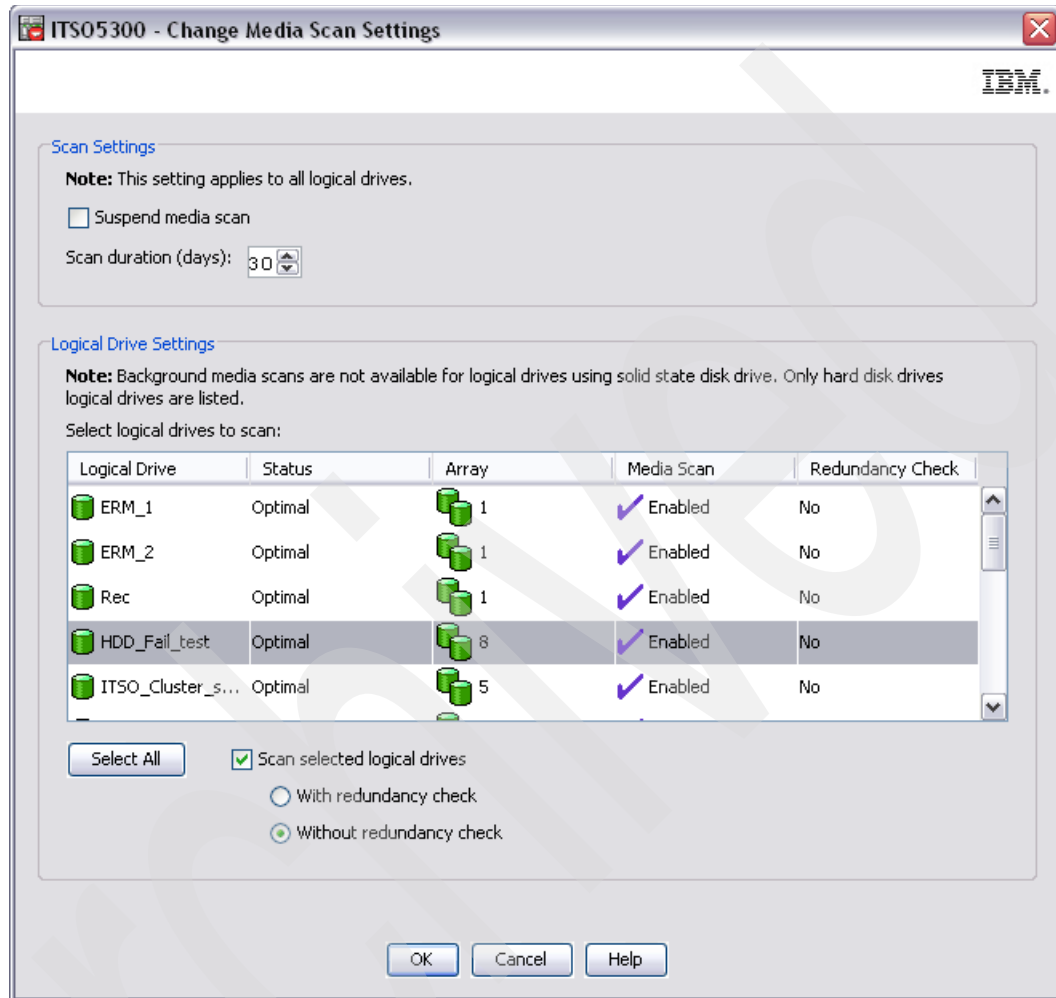 ITSO5300 - Change Media Scan Settings
IBM.
Scan Settings
Note: This setting applies to all logical drives.
Suspend media scan
Scan duration (days): 30
Logical Drive Settings
Note: Background media scans are not available for logical drives using solid state disk drive. Only hard disk drives
logical drives are listed.
Select logical drives to scan:
Logical Drive Status Array Media Scan Redundancy Check
ERM_1 Optimal 1 Enabled No
ERM_2 Optimal 1 Enabled No
Rec Optimal 1 Enabled No
HDD_Fail_test Optimal 8 Enabled No
ITSO_Cluster_s... Optimal 5 Enabled No
Select All Scan selected logical drives
With redundancy check
Without redundancy check
OK Cancel Help